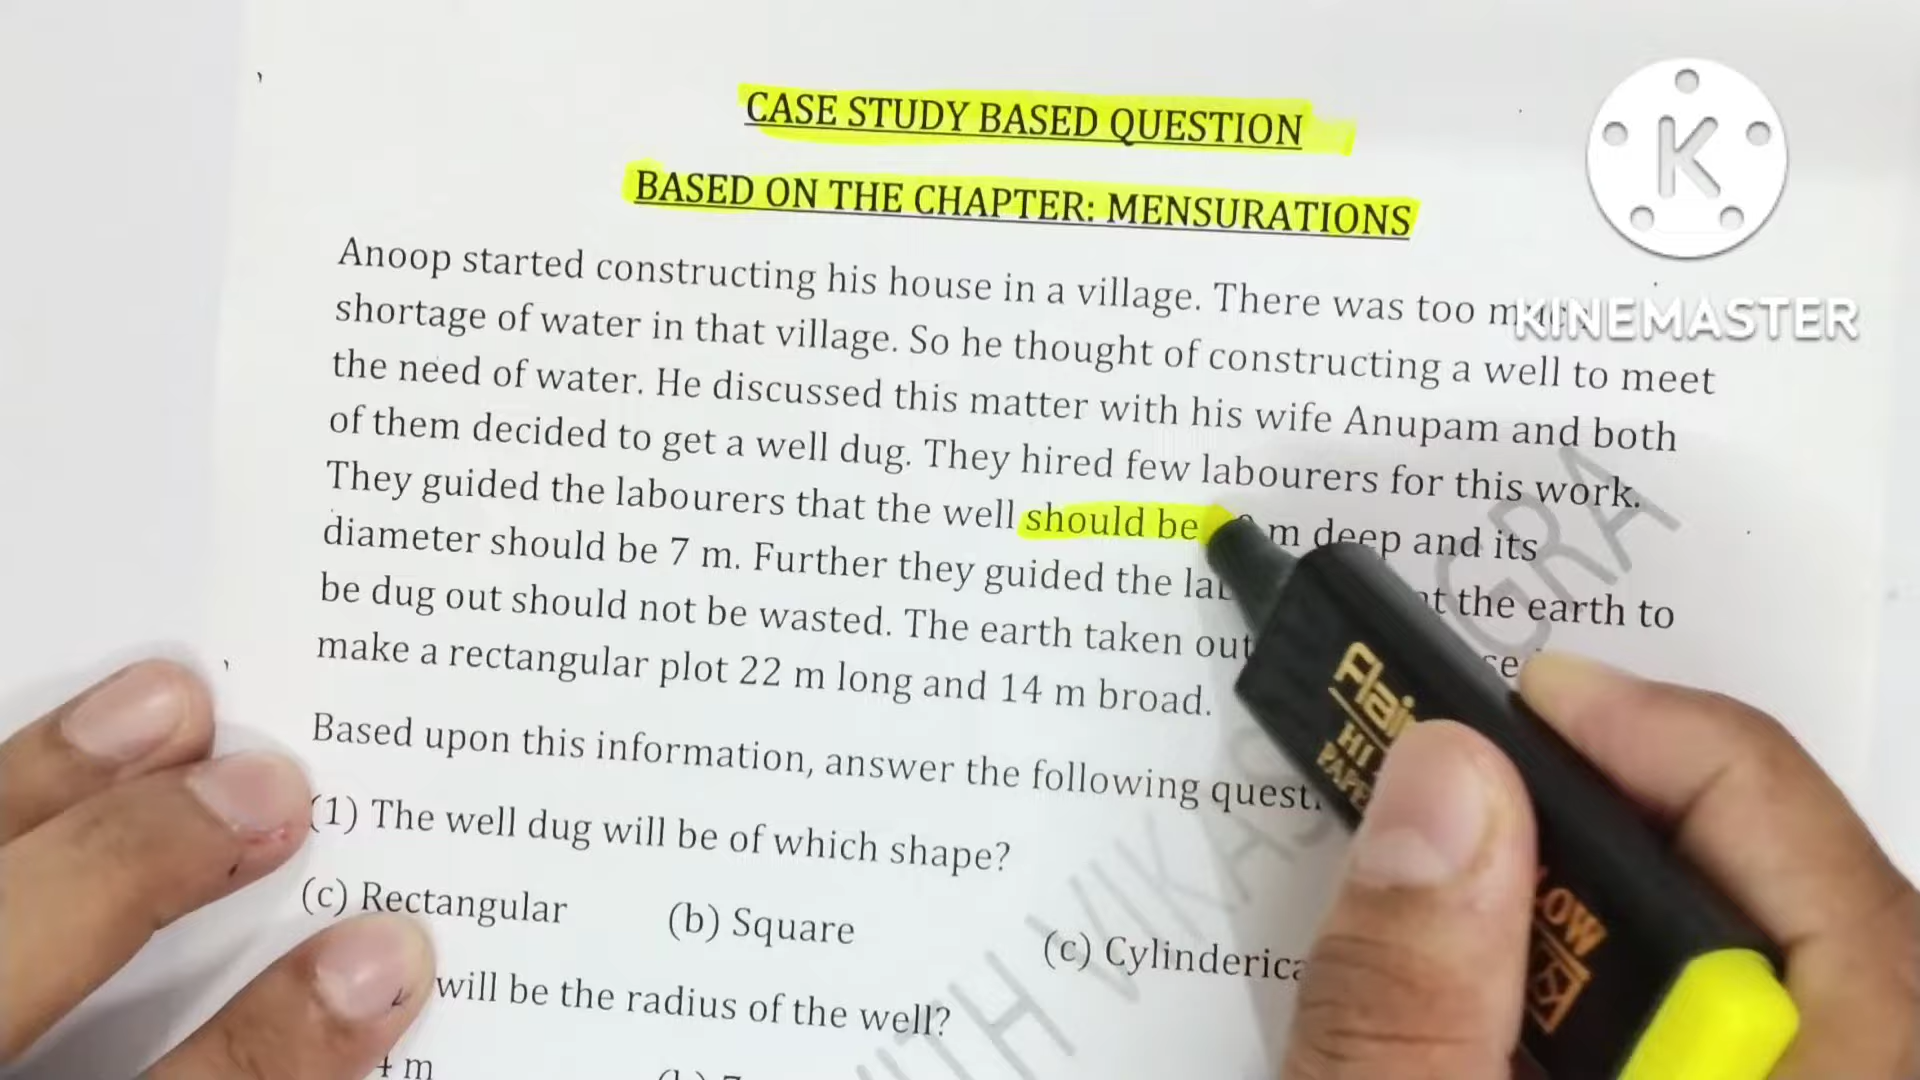 CASE STUDY BASED QUESTION
BASED ON THE CHAPTER: MENSURATIONS
K
KINEMASTER
Anoop started constructing his house in a village. There was too
shortage of water in that village. So he thought of constructing a well to meet
the need of water. He discussed this matter with his wife Anupam and both
of them decided to get a well dug. They hired few labourers for this work.
They guided the labourers that the well should be m deep and its
diameter should be 7 m. Further they guided the the earth to
be dug out should not be wasted. The earth taken out
make a rectangular plot 22 m long and 14 m broad.
Based upon this information, answer the following
(1) The well dug will be of which shape?
(c) Rectangular (b) Square (c)
will be the radius of the well?
m
Flair
HI